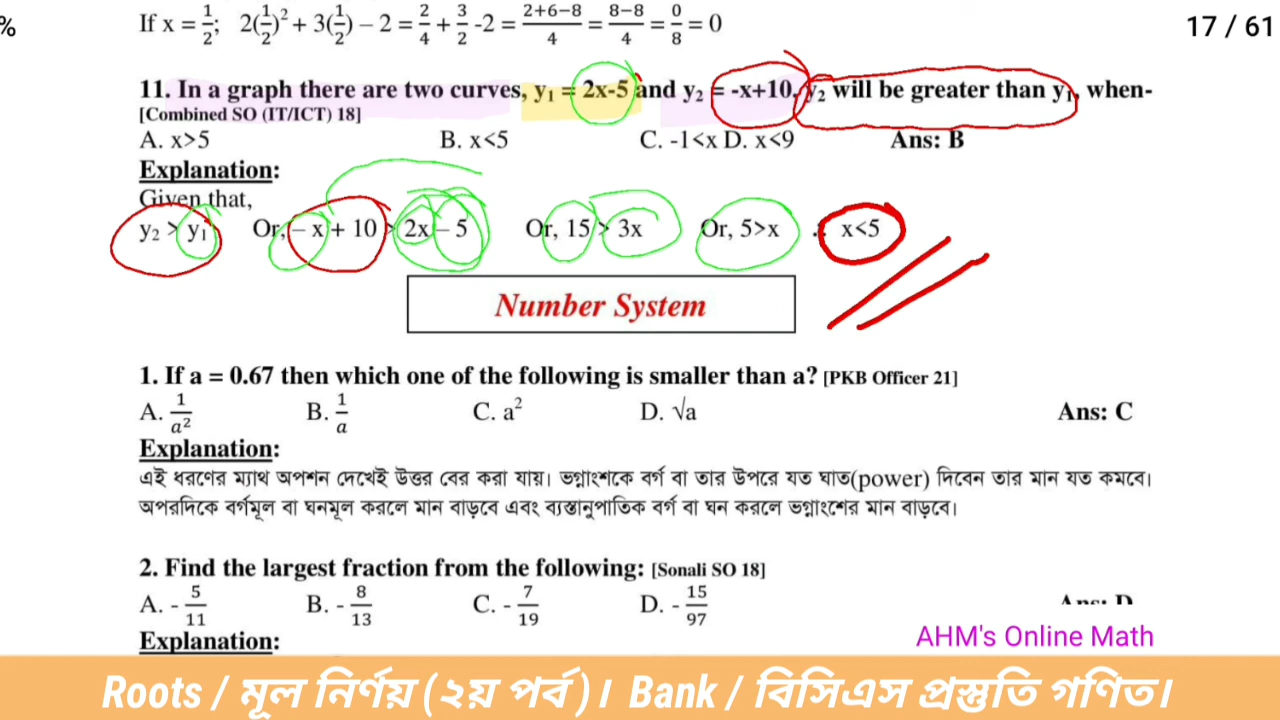 %
If x = 1/2; 2(1/2)² + 3(1/2) – 2 = 2/4 + 3/2 -2 = 2+6−8/4 = 8−8/4 = 0/8 = 0
17 / 61
11. In a graph there are two curves, y₁ = 2x-5 and y₂ = -x+10, y₂ will be greater than y₁, when-
[Combined SO (IT/ICT) 18]
A. x>5 B. x<5 C. -1<x D. x<9 Ans: B
Explanation:
Given that,
y₂ > y₁ Or, – x + 10 > 2x – 5 Or, 15 > 3x Or, 5>x ∴ x<5
Number System
1. If a = 0.67 then which one of the following is smaller than a? [PKB Officer 21]
A. 1/a² B. 1/a C. a² D. √a Ans: C
Explanation:
এই ধরণের ম্যাথ অপশন দেখেই উত্তর বের করা যায়। ভগ্নাংশকে বর্গ বা তার উপরে যত ঘাত(power) দিবেন তার মান যত কমবে।
অপরদিকে বর্গমূল বা ঘনমূল করলে মান বাড়বে এবং ব্যস্তানুপাতিক বর্গ বা ঘন করলে ভগ্নাংশের মান বাড়বে।
2. Find the largest fraction from the following: [Sonali SO 18]
A. - 5/11 B. - 8/13 C. - 7/19 D. - 15/97 Ans: D
Explanation:
AHM's Online Math
Roots / মূল নির্ণয় (২য় পর্ব)। Bank / বিসিএস প্রস্তুতি গণিত।